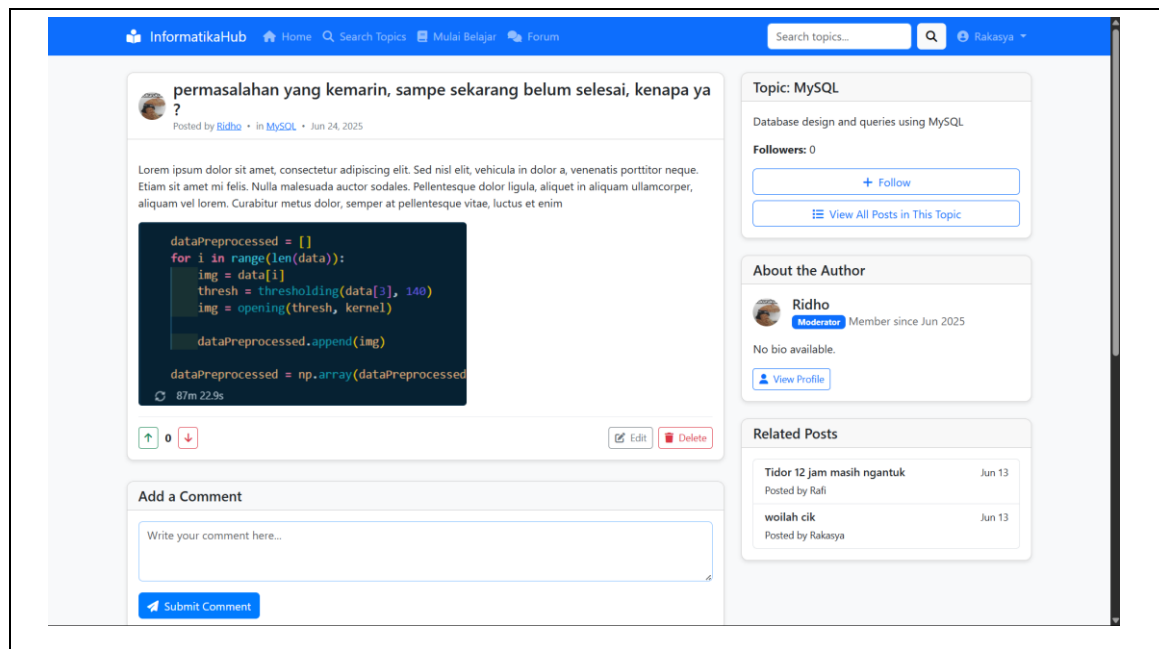 InformatikaHub Home Search Topics Mulai Belajar Forum Search topics... Rakasya
permasalahan yang kemarin, sampe sekarang belum selesai, kenapa ya
?
Posted by Ridho • in MySQL • Jun 24, 2025
Lorem ipsum dolor sit amet, consectetur adipiscing elit. Sed nisl elit, vehicula in dolor a, venenatis porttitor neque.
Etiam sit amet mi felis. Nulla malesuada auctor sodales. Pellentesque dolor ligula, aliquet in aliquam ullamcorper,
aliquam vel lorem. Curabitur metus dolor, semper at pellentesque vitae, luctus et enim
dataPreprocessed = []
for i in range(len(data)):
img = data[i]
thresh = thresholding(data[3], 140)
img = opening(thresh, kernel)
dataPreprocessed.append(img)
dataPreprocessed = np.array(dataPreprocessed
87m 22.9s
0
Edit Delete
Add a Comment
Write your comment here...
Submit Comment
Topic: MySQL
Database design and queries using MySQL
Followers: 0
+ Follow
View All Posts in This Topic
About the Author
Ridho
Moderator Member since Jun 2025
No bio available.
View Profile
Related Posts
Tidor 12 jam masih ngantuk Jun 13
Posted by Rafi
woilah cik Jun 13
Posted by Rakasya